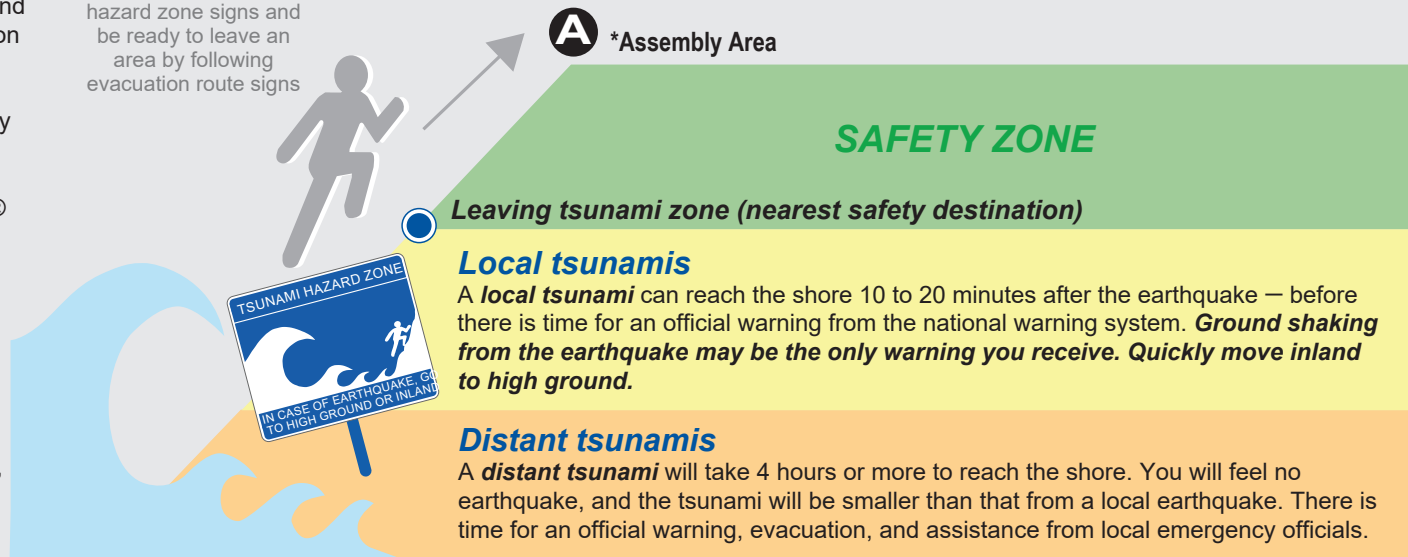 nd
on
y
hazard zone signs and
be ready to leave an
area by following
evacuation route signs
A *Assembly Area
SAFETY ZONE
Leaving tsunami zone (nearest safety destination)
Local tsunamis
A local tsunami can reach the shore 10 to 20 minutes after the earthquake — before
there is time for an official warning from the national warning system. Ground shaking
from the earthquake may be the only warning you receive. Quickly move inland
to high ground.
TSUNAMI HAZARD ZONE
IN CASE OF EARTHQUAKE, GO
TO HIGH GROUND OR INLAND
Distant tsunamis
A distant tsunami will take 4 hours or more to reach the shore. You will feel no
earthquake, and the tsunami will be smaller than that from a local earthquake. There is
time for an official warning, evacuation, and assistance from local emergency officials.